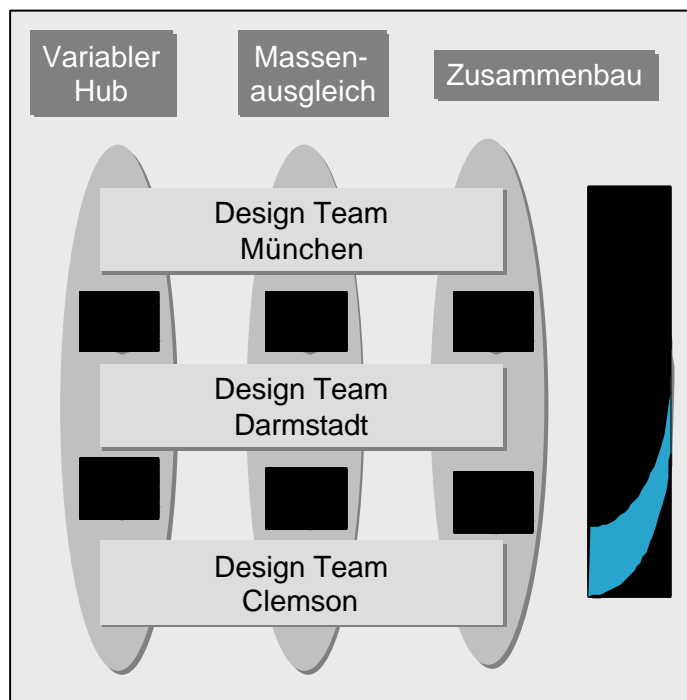 Variabler
Hub
Massen-
ausgleich
Zusammenbau
Design Team
München
Design Team
Darmstadt
Design Team
Clemson